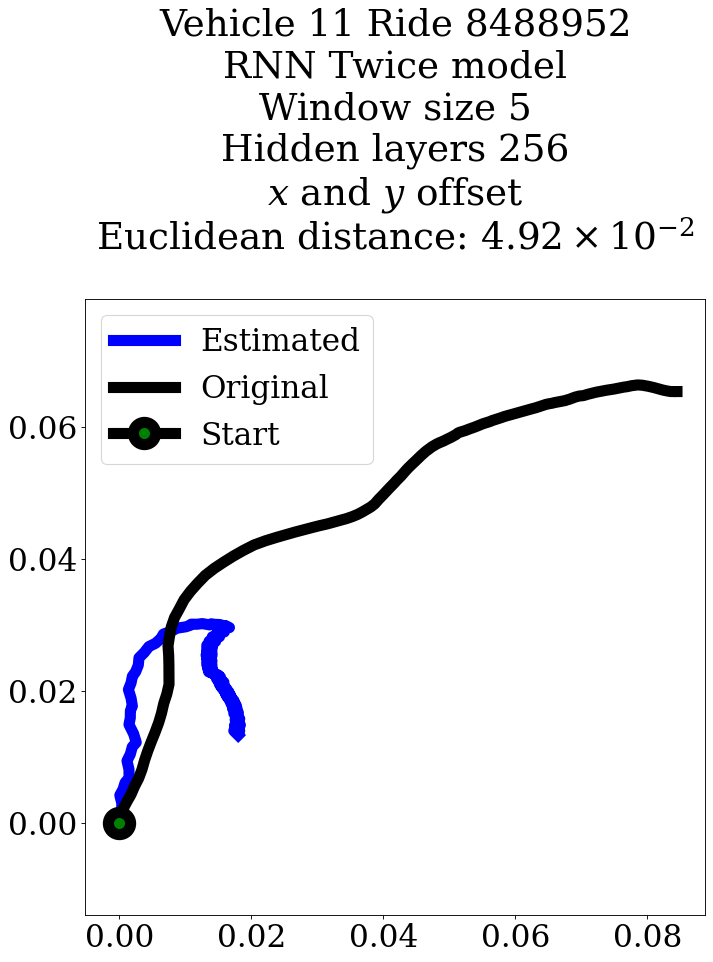 Vehicle 11 Ride 8488952
RNN Twice model
Window size 5
Hidden layers 256
x and y offset
Euclidean distance: 4.92 × 10⁻²
Estimated
Original
Start
0.06
0.04
0.02
0.00
0.00 0.02 0.04 0.06 0.08